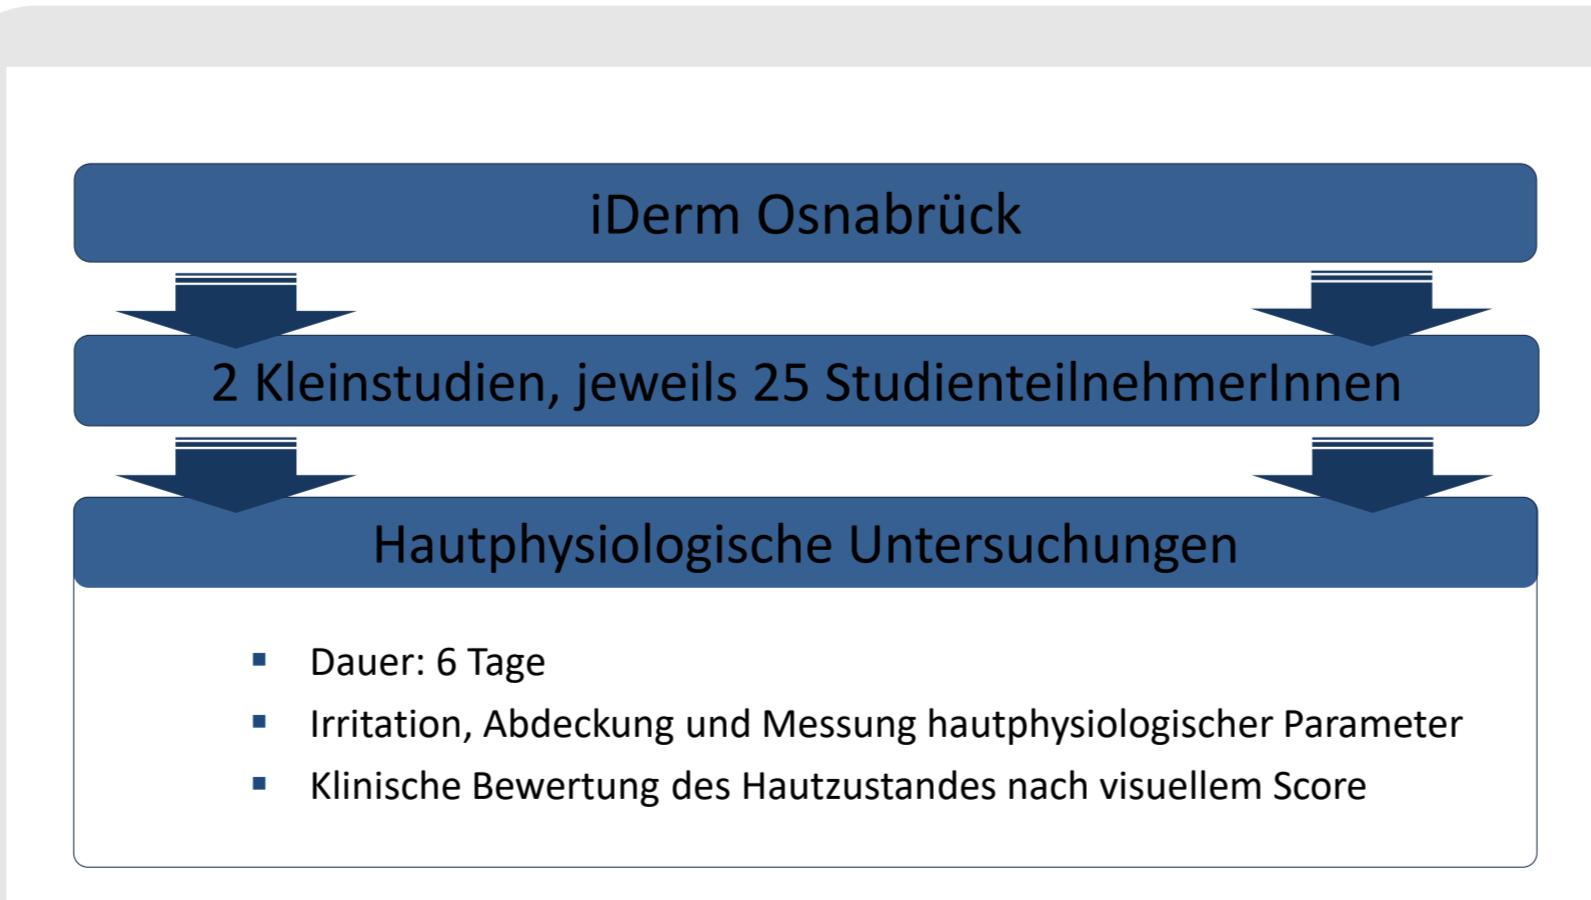 iDerm Osnabrück
2 Kleinstudien, jeweils 25 StudienteilnehmerInnen
Hautphysiologische Untersuchungen
▪ Dauer: 6 Tage
▪ Irritation, Abdeckung und Messung hautphysiologischer Parameter
▪ Klinische Bewertung des Hautzustandes nach visuellem Score